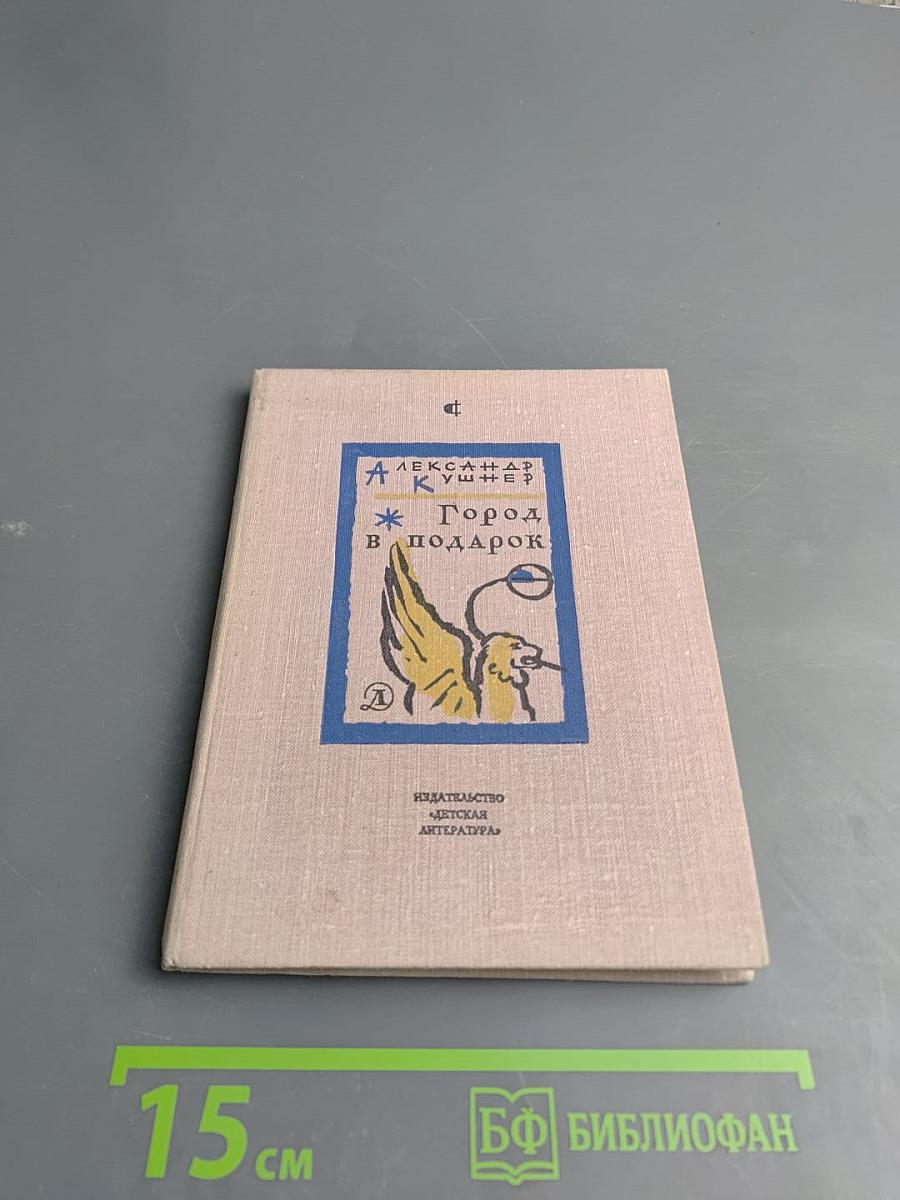 Александр
Кушнер
Город
в подарок
Д
ИЗДАТЕЛЬСТВО
«ДЕТСКАЯ
ЛИТЕРАТУРА»
15 см
БФ БИБЛИОФАН